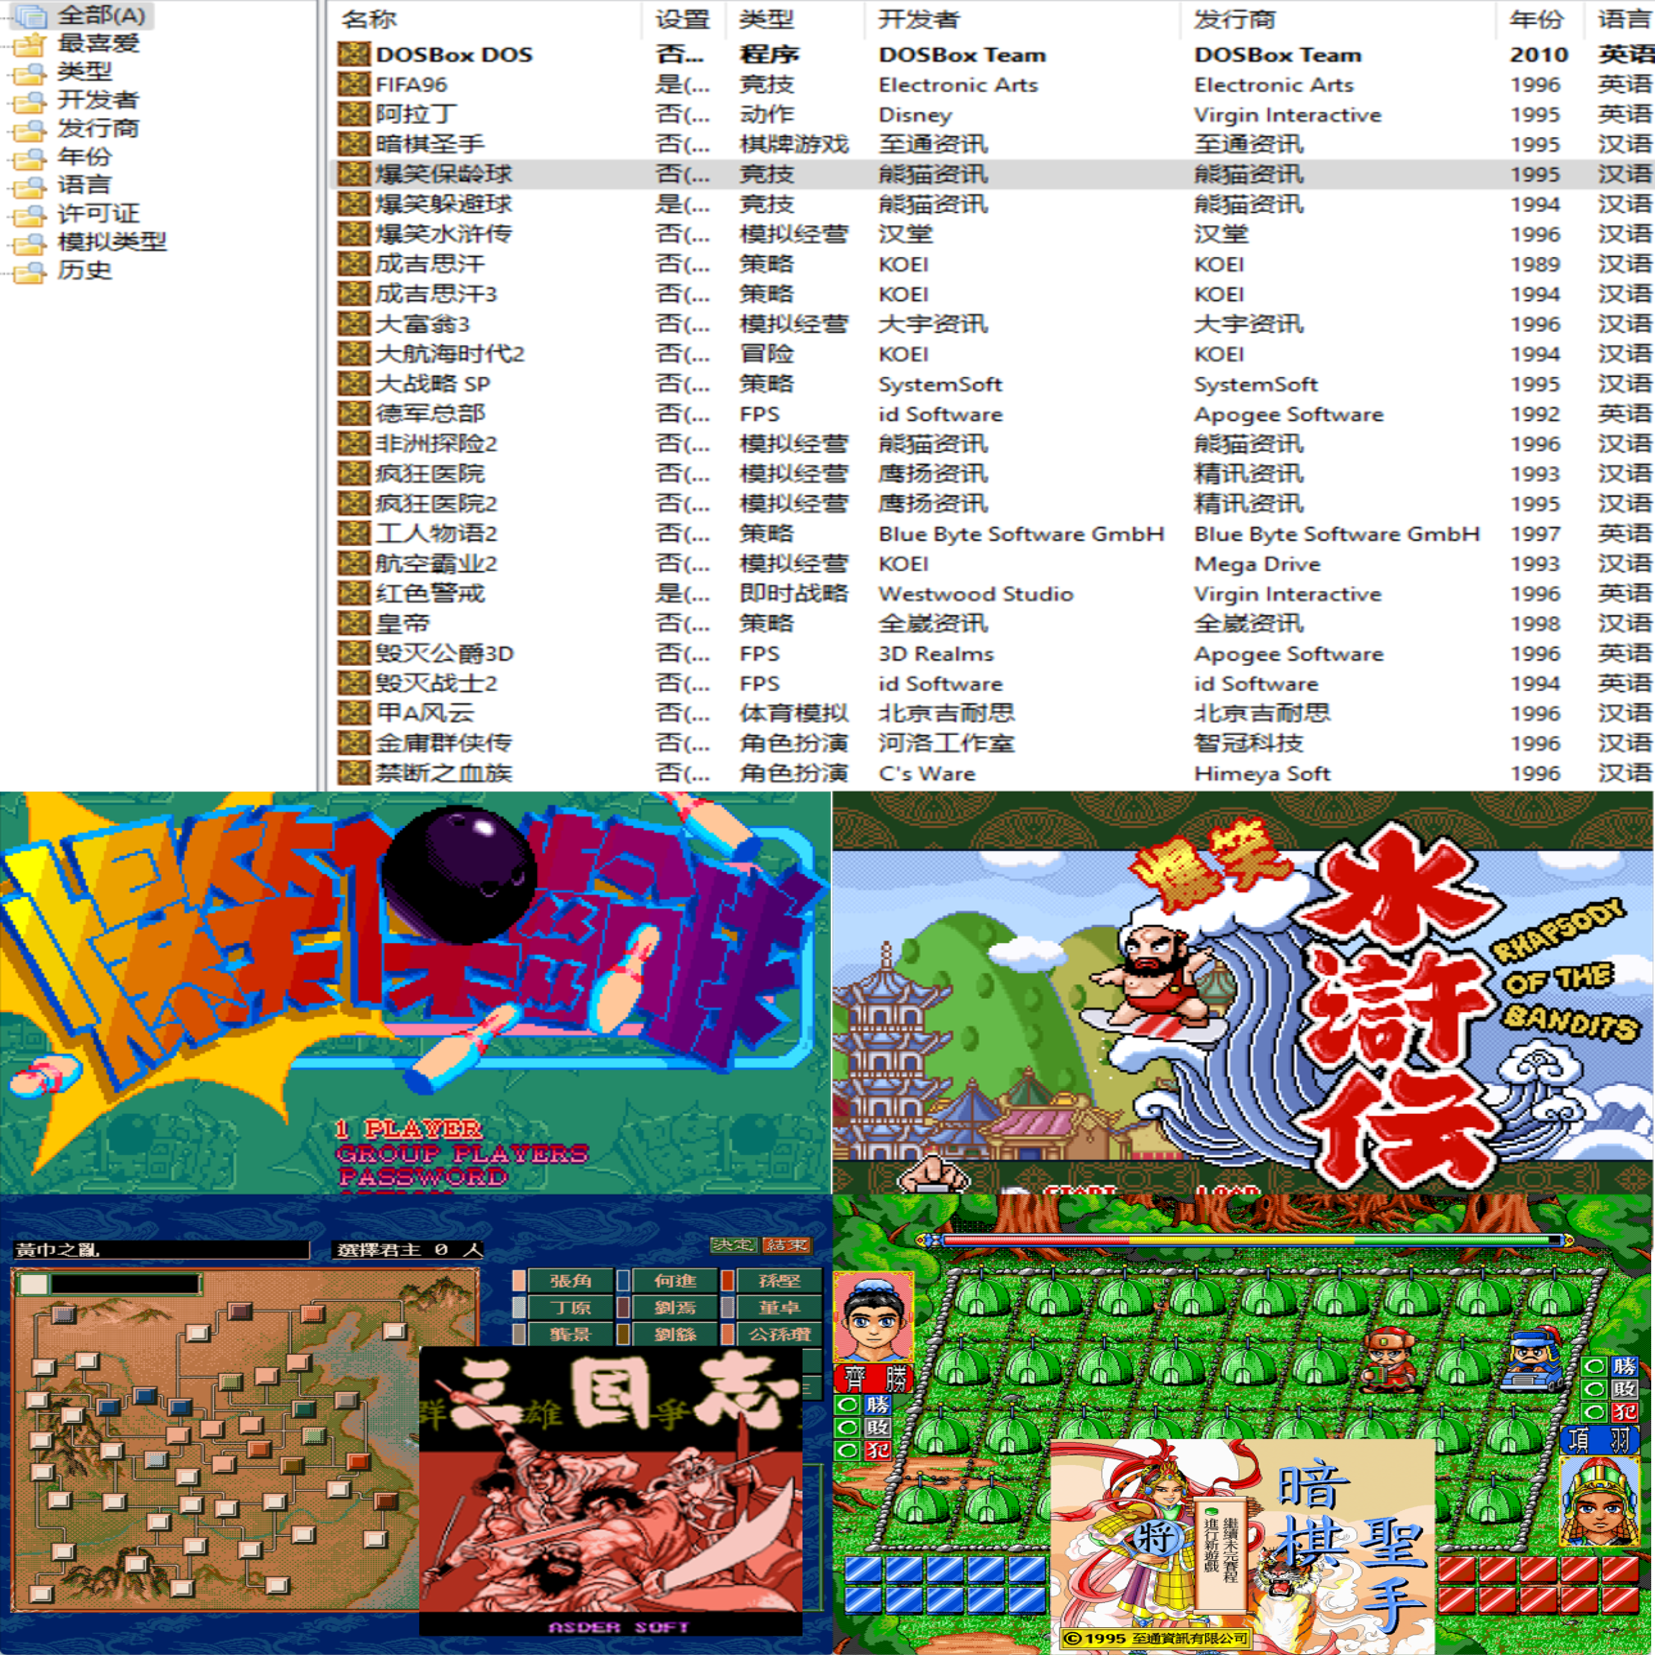 全部(A)
最喜爱
类型
开发者
发行商
年份
语言
许可证
模拟类型
历史
名称 设置 类型 开发者 发行商 年份 语言
DOSBox DOS 否... 程序 DOSBox Team DOSBox Team 2010 英语
FIFA96 是(... 竞技 Electronic Arts Electronic Arts 1996 英语
阿拉丁 否(... 动作 Disney Virgin Interactive 1995 英语
暗棋圣手 否(... 棋牌游戏 至通资讯 至通资讯 1995 汉语
爆笑保龄球 否(... 竞技 熊猫资讯 熊猫资讯 1995 汉语
爆笑躲避球 是(... 竞技 熊猫资讯 熊猫资讯 1994 汉语
爆笑水浒传 否(... 模拟经营 汉堂 汉堂 1996 汉语
成吉思汗 否(... 策略 KOEI KOEI 1989 汉语
成吉思汗3 否(... 策略 KOEI KOEI 1994 汉语
大富翁3 否(... 模拟经营 大宇资讯 大宇资讯 1996 汉语
大航海时代2 否(... 冒险 KOEI KOEI 1994 汉语
大战略 SP 否(... 策略 SystemSoft SystemSoft 1995 汉语
德军总部 否(... FPS id Software Apogee Software 1992 英语
非洲探险2 否(... 模拟经营 熊猫资讯 熊猫资讯 1996 汉语
疯狂医院 否(... 模拟经营 鹰扬资讯 精讯资讯 1993 汉语
疯狂医院2 否(... 模拟经营 鹰扬资讯 精讯资讯 1995 汉语
工人物语2 否(... 策略 Blue Byte Software GmbH Blue Byte Software GmbH 1997 英语
航空霸业2 否(... 模拟经营 KOEI Mega Drive 1993 英语
红色警戒 是(... 即时战略 Westwood Studio Virgin Interactive 1996 英语
皇帝 否(... 策略 全崴资讯 全崴资讯 1998 汉语
毁灭公爵3D 否(... FPS 3D Realms Apogee Software 1996 英语
毁灭战士2 否(... FPS id Software id Software 1994 英语
甲A风云 否(... 体育模拟 北京吉耐思 北京吉耐思 1996 汉语
金庸群侠传 否(... 角色扮演 河洛工作室 智冠科技 1996 汉语
禁断之血族 否(... 角色扮演 C's Ware Himeya Soft 1996 汉语
爆笑保齡球
1 PLAYER
GROUP PLAYERS
PASSWORD
爆笑
水滸伝
RHAPSODY
OF THE
BANDITS
START LOAD
黃巾之亂 選擇君主 0 人 決定 結束
張角 何進 孫堅
丁原 劉焉 董卓
龔景 劉繇 公孫瓚
三国志
群雄 争
ASDER SOFT
齊 勝
勝
敗
犯
勝
敗
犯
項 羽
將
繼續未完賽程
進行新遊戲
暗棋
聖手
©1995 至通資訊有限公司